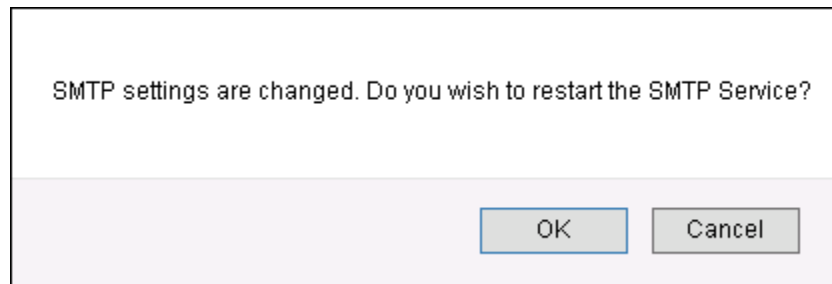 SMTP settings are changed. Do you wish to restart the SMTP Service?
OK
Cancel